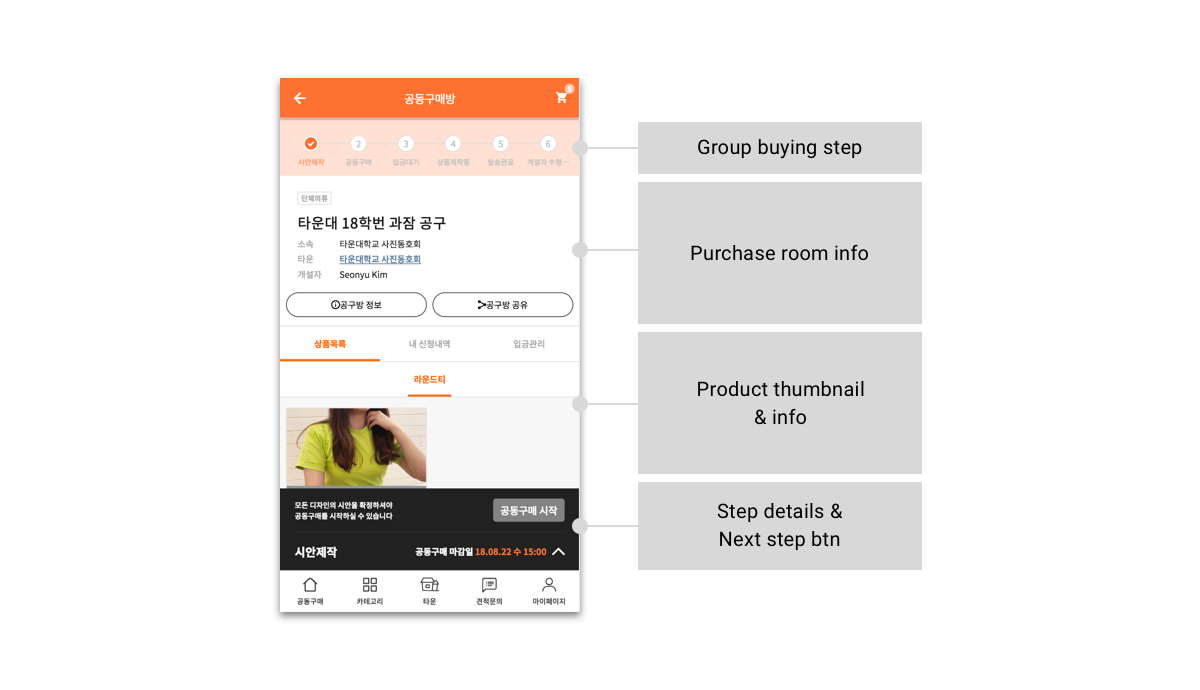 공동구매방
5
2
3
4
5
6
시안제작
공동구매
입금대기
상품제작중
발송완료
개설자 수령…
Group buying step
단체의류
타운대 18학번 과잠 공구
소속 타운대학교 사진동호회
타운 타운대학교 사진동호회
개설자 Seonyu Kim
Purchase room info
공구방 정보
공구방 공유
상품목록
내 신청내역
입금관리
라운드티
Product thumbnail
& info
모든 디자인의 시안을 확정하셔야
공동구매를 시작하실 수 있습니다
공동구매 시작
시안제작
공동구매 마감일 18.08.22 수 15:00
Step details &
Next step btn
공동구매
카테고리
타운
견적문의
마이페이지